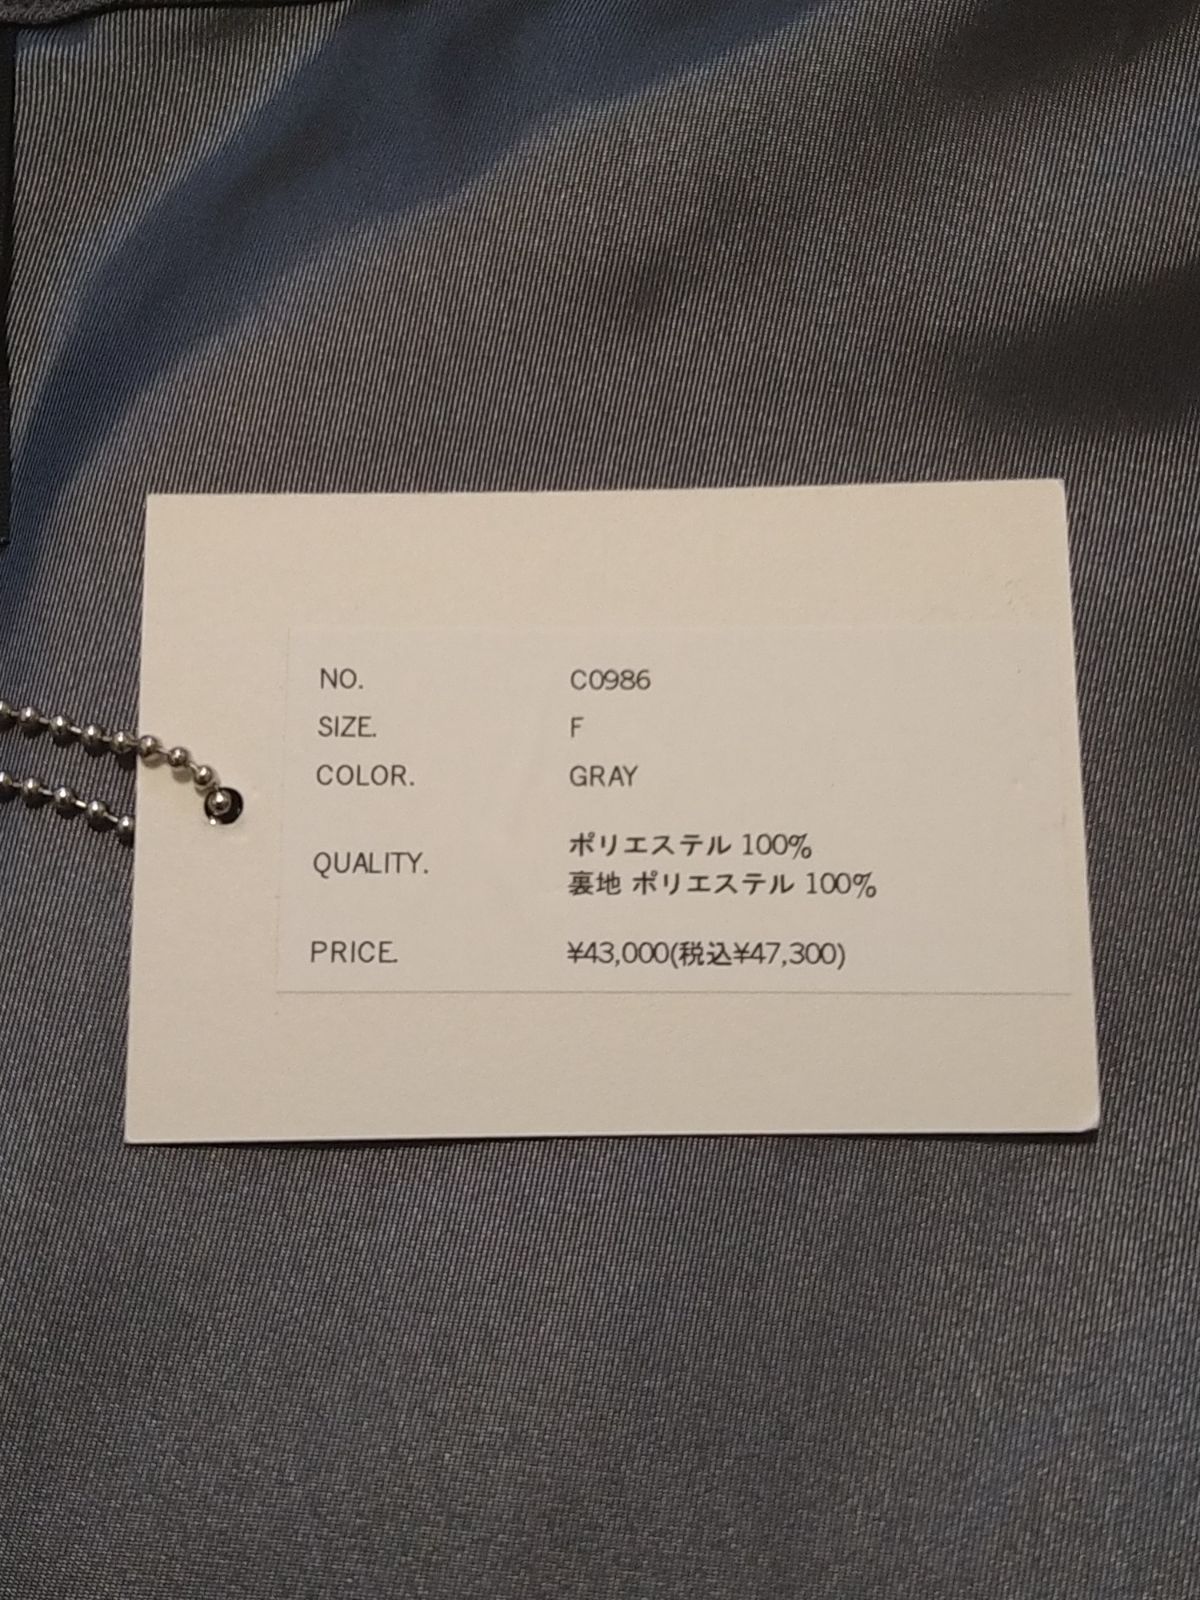 NO. C0986
SIZE. F
COLOR. GRAY
QUALITY. ポリエステル 100%
裏地 ポリエステル 100%
PRICE. ¥43,000(税込¥47,300)